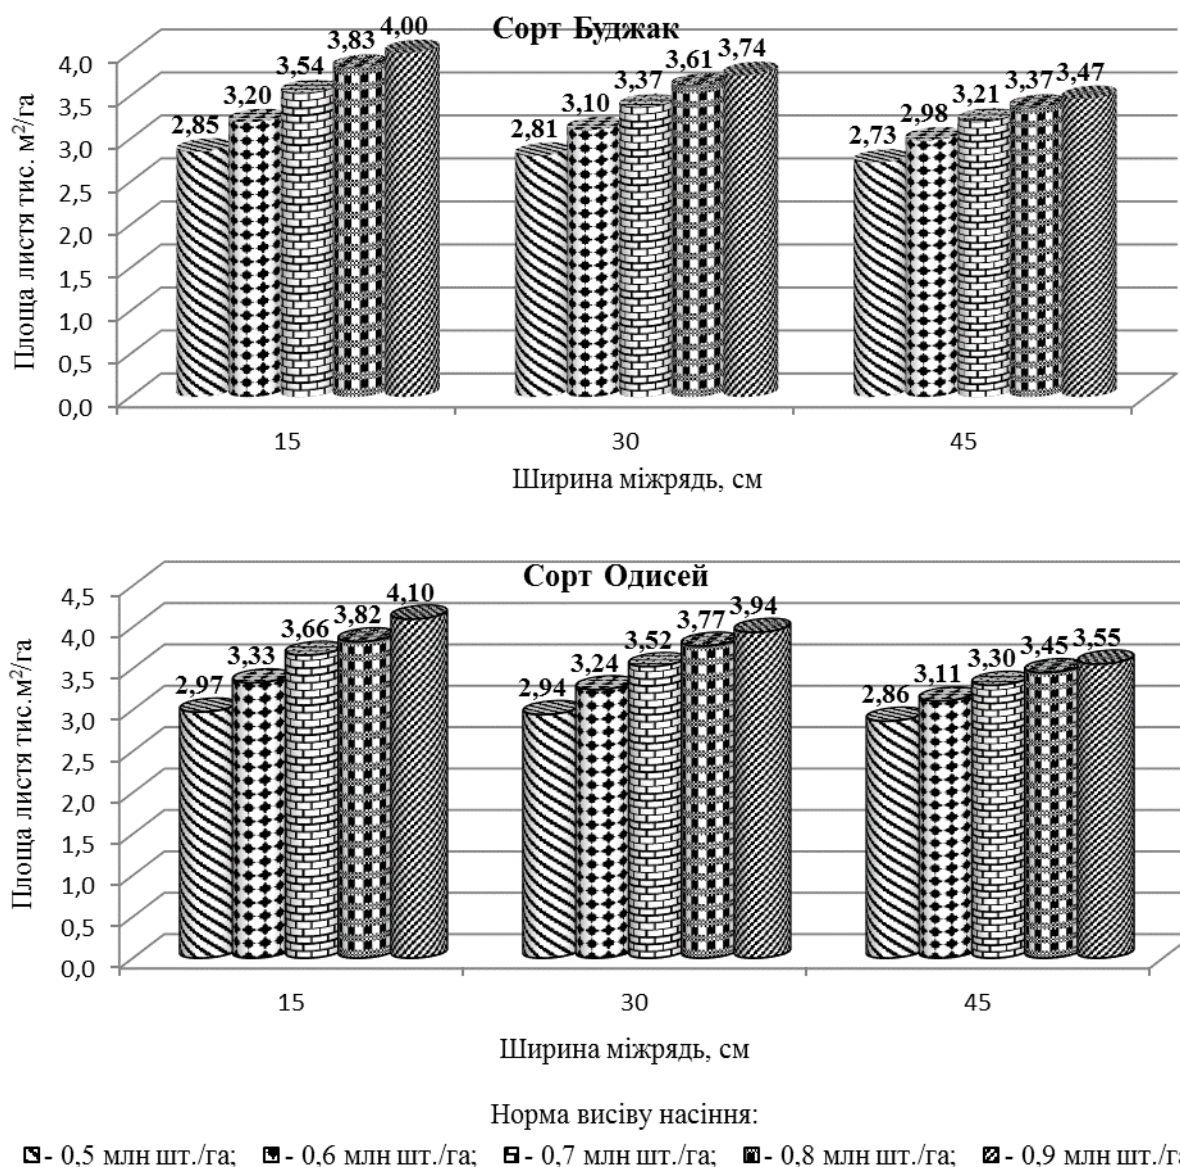 Сорт Буджак
Площа листя тис. м²/га
4,0
3,5
3,0
2,5
2,0
1,5
1,0
0,5
0,0
2,85 3,20 3,54 3,83 4,00
2,81 3,10 3,37 3,61 3,74
2,73 2,98 3,21 3,37 3,47
15 30 45
Ширина міжрядь, см
Сорт Одисей
Площа листя тис.м²/га
4,5
4,0
3,5
3,0
2,5
2,0
1,5
1,0
0,5
0,0
2,97 3,33 3,66 3,82 4,10
2,94 3,24 3,52 3,77 3,94
2,86 3,11 3,30 3,45 3,55
15 30 45
Ширина міжрядь, см
Норма висіву насіння:
- 0,5 млн шт./га; - 0,6 млн шт./га; - 0,7 млн шт./га; - 0,8 млн шт./га; - 0,9 млн шт./га